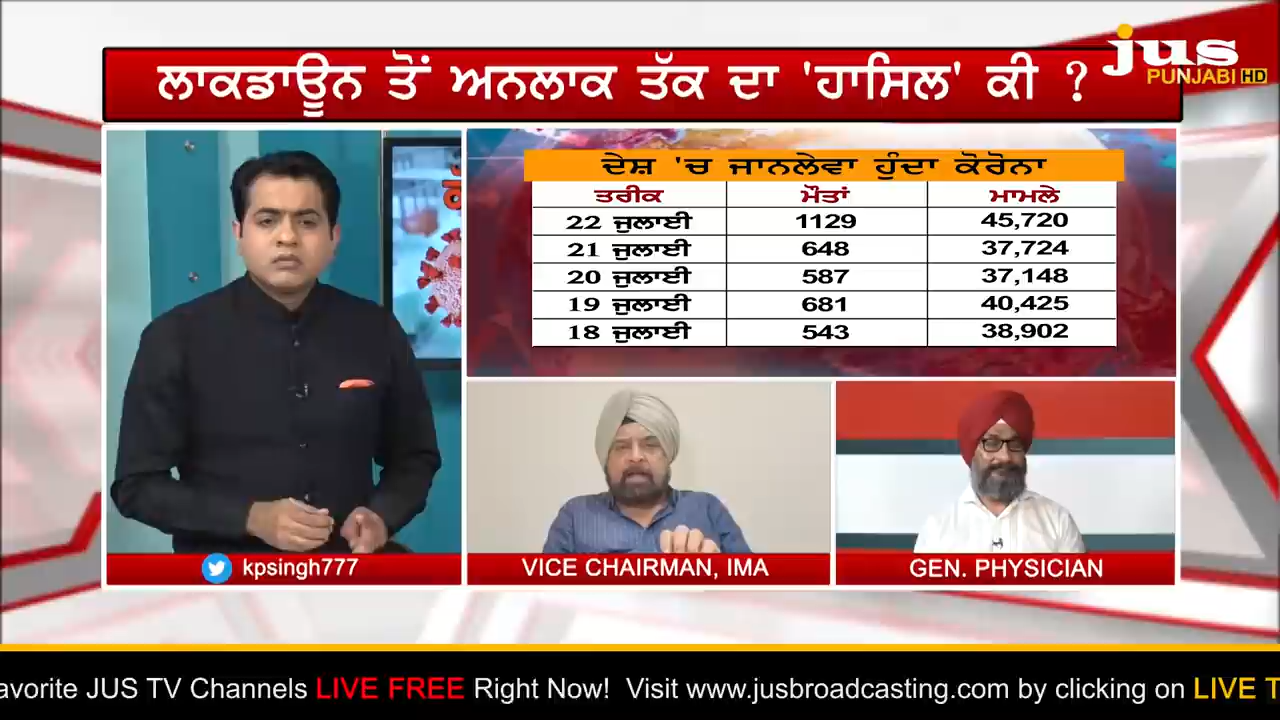 ਲਾਕਡਾਊਨ ਤੋਂ ਅਨਲਾਕ ਤੱਕ ਦਾ 'ਹਾਸਿਲ' ਕੀ ?
jus
PUNJABI HD
ਦੇਸ਼ 'ਚ ਜਾਨਲੇਵਾ ਹੁੰਦਾ ਕੋਰੋਨਾ
ਤਰੀਕ ਮੌਤਾਂ ਮਾਮਲੇ
22 ਜੁਲਾਈ 1129 45,720
21 ਜੁਲਾਈ 648 37,724
20 ਜੁਲਾਈ 587 37,148
19 ਜੁਲਾਈ 681 40,425
18 ਜੁਲਾਈ 543 38,902
kpsingh777
VICE CHAIRMAN, IMA
GEN. PHYSICIAN
avorite JUS TV Channels LIVE FREE Right Now! Visit www.jusbroadcasting.com by clicking on LIVE T